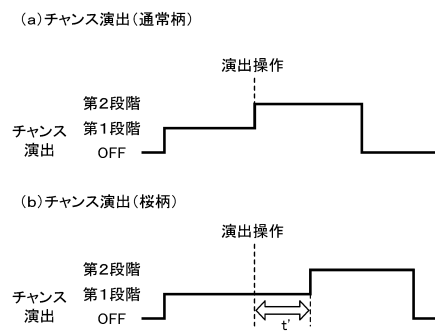 (a)チャンス演出(通常柄)
演出操作
第2段階
第1段階
OFF
チャンス
演出
(b)チャンス演出(桜柄)
演出操作
第2段階
第1段階
OFF
チャンス
演出
t'